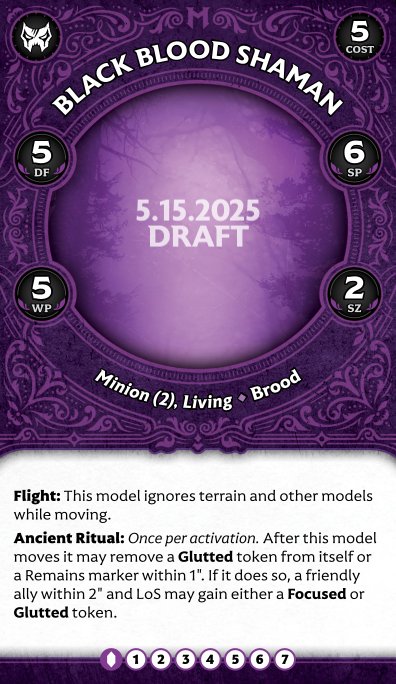 5
COST
BLACK BLOOD SHAMAN
5
DF
6
SP
5.15.2025
DRAFT
5
WP
2
SZ
Minion (2), Living ◆ Brood
Flight: This model ignores terrain and other models
while moving.
Ancient Ritual: Once per activation. After this model
moves it may remove a Glutted token from itself or
a Remains marker within 1". If it does so, a friendly
ally within 2" and LoS may gain either a Focused or
Glutted token.
1 2 3 4 5 6 7